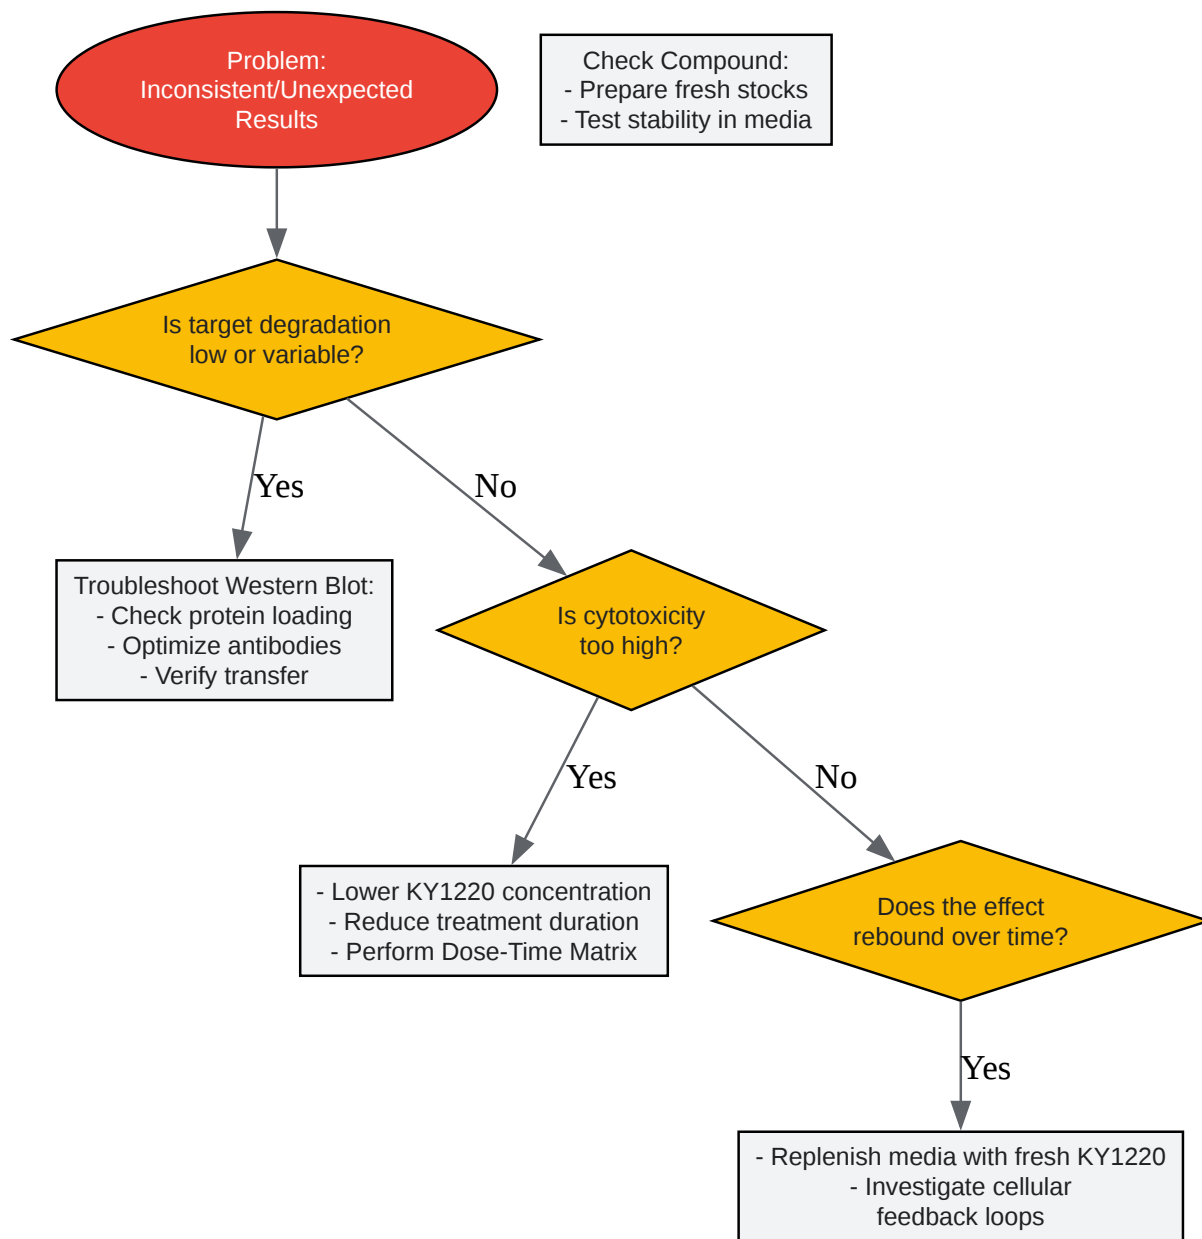 Problem:
Inconsistent/Unexpected
Results
Check Compound:
- Prepare fresh stocks
- Test stability in media
Is target degradation
low or variable?
Yes
No
Troubleshoot Western Blot:
- Check protein loading
- Optimize antibodies
- Verify transfer
Is cytotoxicity
too high?
Yes
No
- Lower KY1220 concentration
- Reduce treatment duration
- Perform Dose-Time Matrix
Does the effect
rebound over time?
Yes
- Replenish media with fresh KY1220
- Investigate cellular
feedback loops